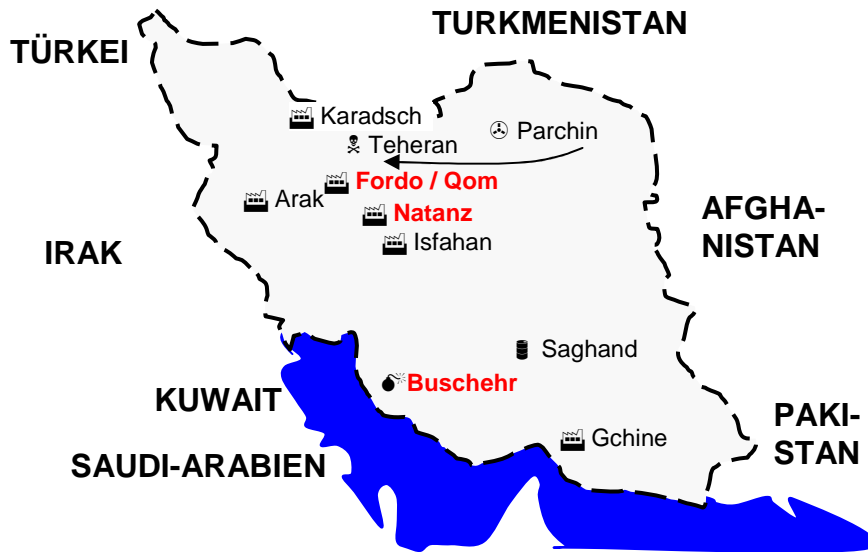 TURKMENISTAN
TÜRKEI
Karadsch
Parchin
Teheran
Fordo / Qom
Arak
Natanz
AFGHA-
NISTAN
Isfahan
IRAK
Saghand
Buschehr
KUWAIT
PAKI-
STAN
Gchine
SAUDI-ARABIEN